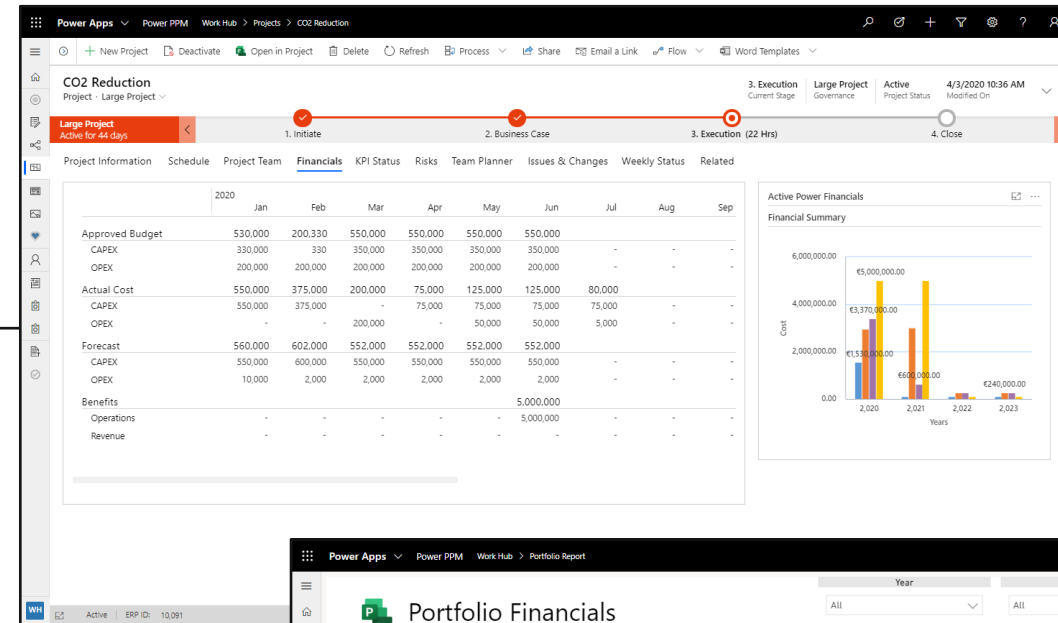 Power Apps Power PPM Work Hub > Projects > CO2 Reduction
+ New Project Deactivate Open in Project Delete Refresh Process Share Email a Link Flow Word Templates
CO2 Reduction
Project · Large Project
3. Execution Large Project Active 4/3/2020 10:36 AM
Current Stage Governance Project Status Modified On
Large Project
Active for 44 days
1. Initiate 2. Business Case 3. Execution (22 Hrs) 4. Close
Project Information Schedule Project Team Financials KPI Status Risks Team Planner Issues & Changes Weekly Status Related
2020
Jan Feb Mar Apr May Jun Jul Aug Sep
Approved Budget 530,000 200,330 550,000 550,000 550,000 550,000
CAPEX 330,000 330 350,000 350,000 350,000 350,000 - - -
OPEX 200,000 200,000 200,000 200,000 200,000 200,000 - - -
Actual Cost 550,000 375,000 200,000 75,000 125,000 125,000 80,000
CAPEX 550,000 375,000 - 75,000 75,000 75,000 75,000 - -
OPEX - - 200,000 - 50,000 50,000 5,000 - -
Forecast 560,000 602,000 552,000 552,000 552,000 552,000
CAPEX 550,000 600,000 550,000 550,000 550,000 550,000 - - -
OPEX 10,000 2,000 2,000 2,000 2,000 2,000 - - -
Benefits 5.000.000
Operations - - - - - 5,000,000 - - -
Revenue - - - - - - - - -
Active Power Financials
Financial Summary
6,000,000.00
€5,000,000.00
4,000,000.00
€3,370,000.00
Cost
2,000,000.00
€1,530,000.00
€600,000.00
€240,000.00
0.00
2,020 2,021 2,022 2,023
Years
WH Active ERP ID: 10,091
Power Apps Power PPM Work Hub > Portfolio Report
Portfolio Financials
Year
All All